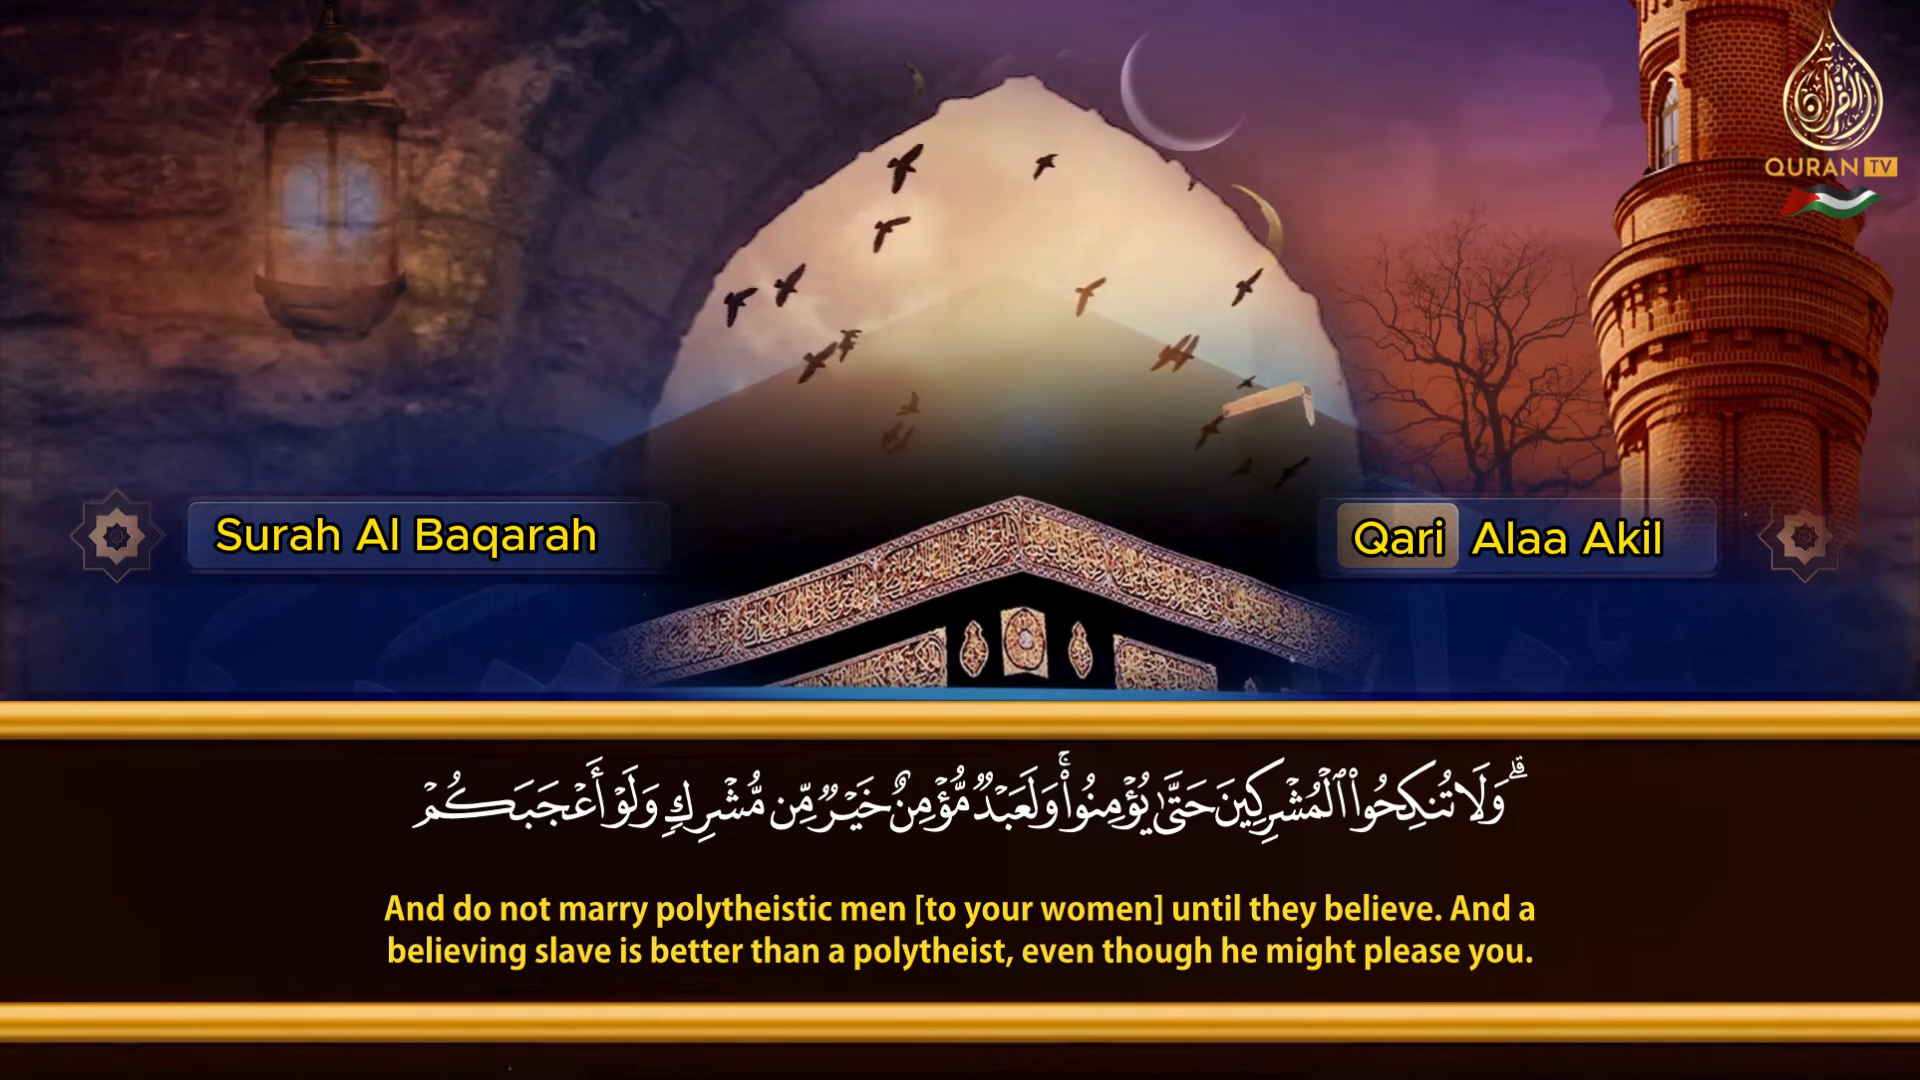 القرآن
QURAN TV
Surah Al Baqarah
Qari Alaa Akil
ۗ وَلَا تُنكِحُوا۟ ٱلْمُشْرِكِينَ حَتَّىٰ يُؤْمِنُوا۟ ۚ وَلَعَبْدٌ مُّؤْمِنٌ خَيْرٌ مِّن مُّشْرِكٍ وَلَوْ أَعْجَبَكُمْ
And do not marry polytheistic men [to your women] until they believe. And a
believing slave is better than a polytheist, even though he might please you.